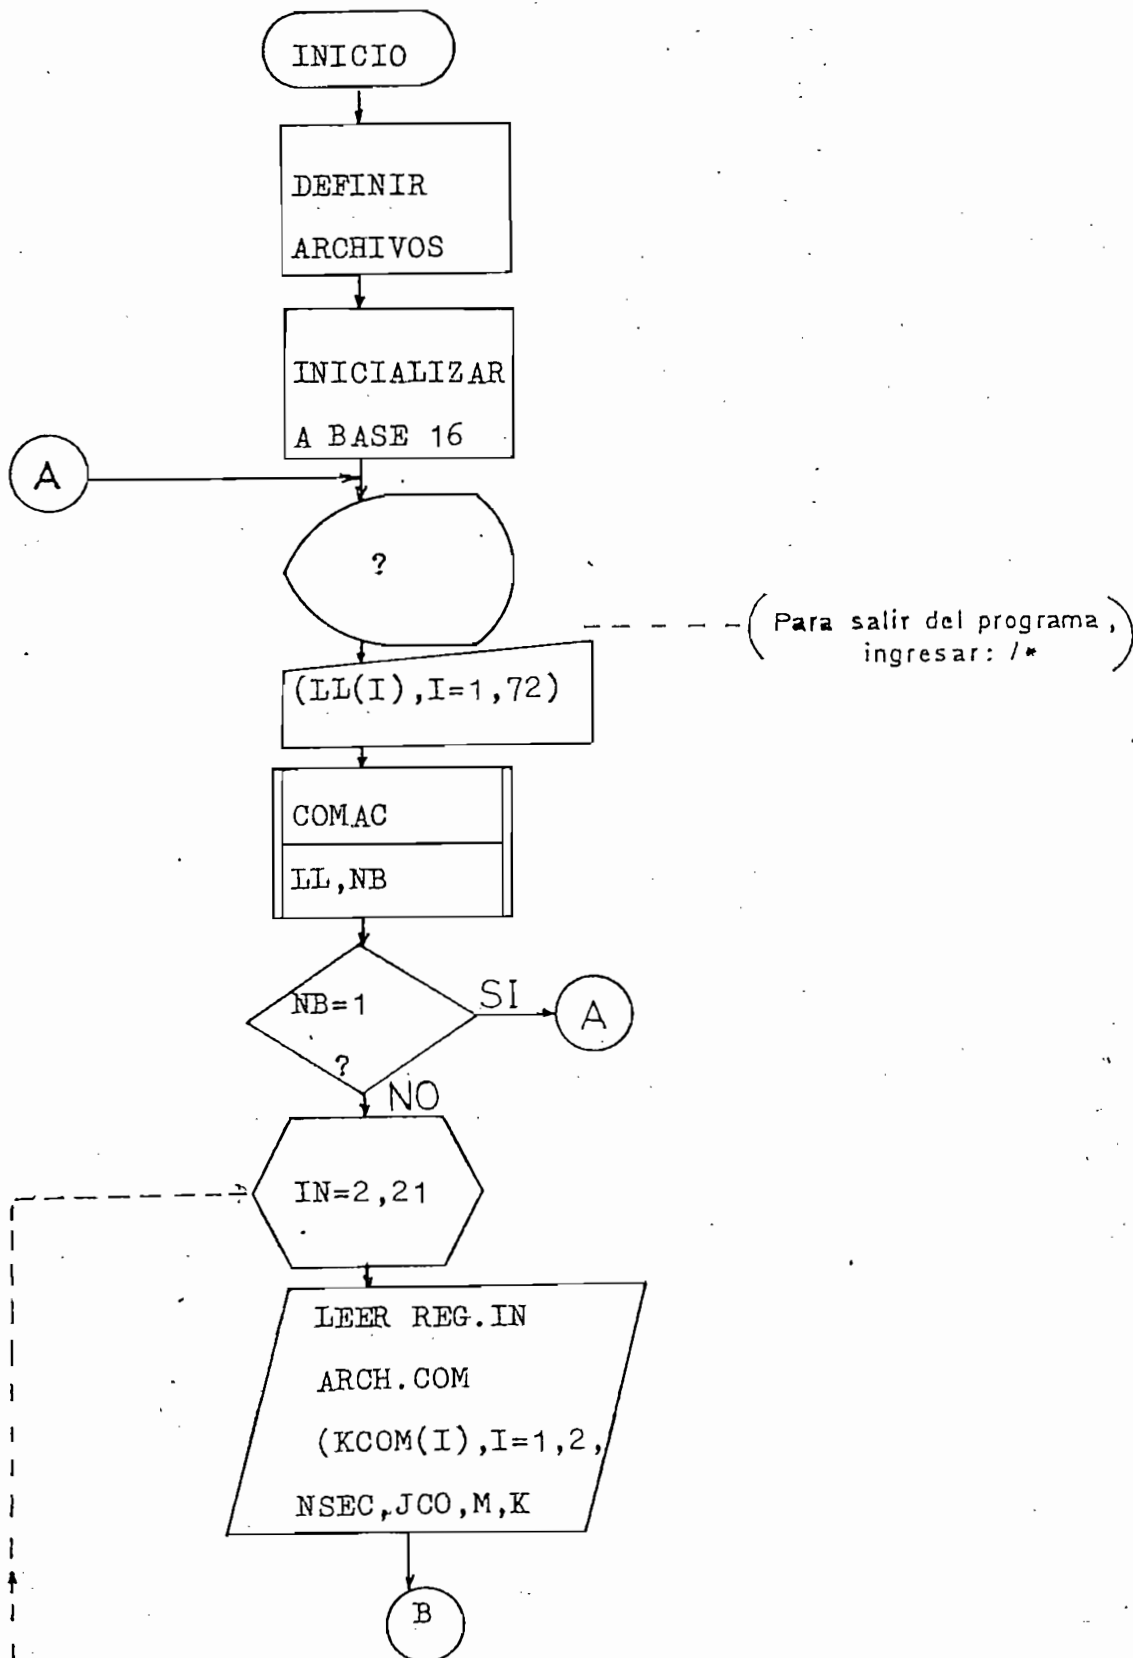 INICIO
DEFINIR
ARCHIVOS
INICIALIZAR
A BASE 16
A
?
Para salir del programa,
ingresar: /*
(LL(I),I=1,72)
COMAC
LL,NB
NB=1
?
SI
A
NO
IN=2,21
LEER REG.IN
ARCH.COM
(KCOM(I),I=1,2,
NSEC,JCO,M,K
B